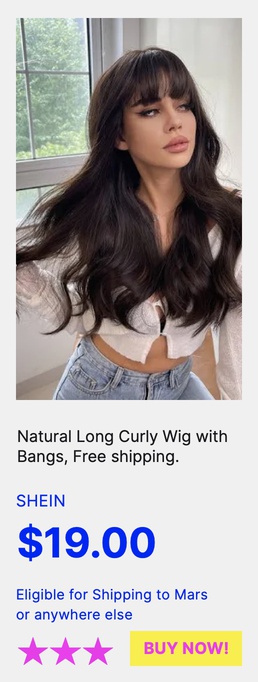 Natural Long Curly Wig with
Bangs, Free shipping.
SHEIN
$19.00
Eligible for Shipping to Mars
or anywhere else
BUY NOW!